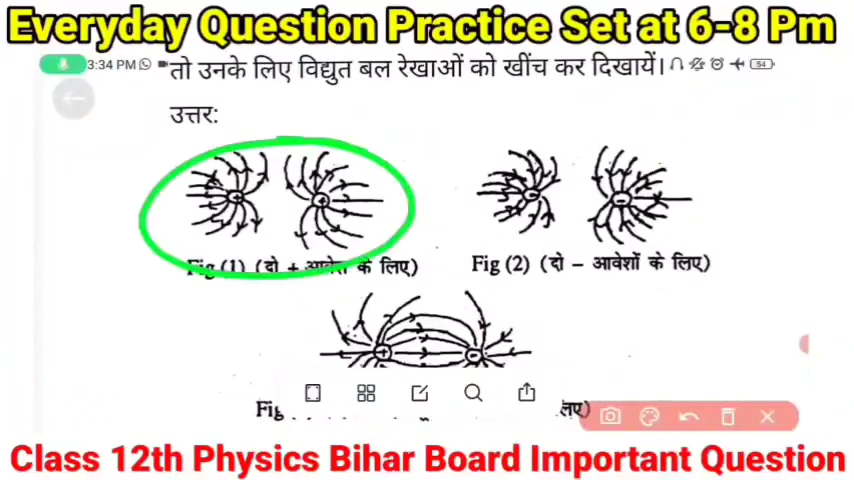 Everyday Question Practice Set at 6-8 Pm
3:34 PM
तो उनके लिए विद्युत बल रेखाओं को खींच कर दिखायें।
54
उत्तर:
+ + - -
Fig (1) (दो + आवेश के लिए) Fig (2) (दो – आवेशों के लिए)
+ -
Fig लिए)
Class 12th Physics Bihar Board Important Question